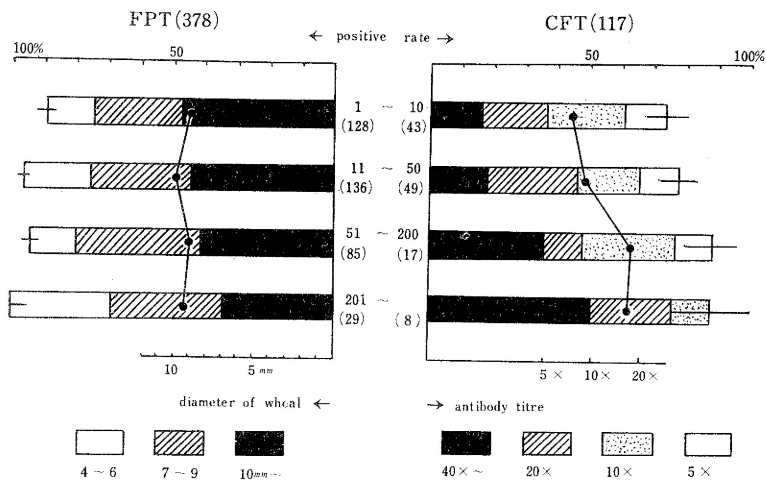 FPT(378)
← positive rate →
CFT(117)
100% 50
50 100%
1 ~ 10
(128) (43)
11 ~ 50
(136) (49)
51 ~ 200
(85) (17)
201 ~
(29) (8)
10 5 mm
5 × 10 × 20 ×
diameter of wheal ←
→ antibody titre
4 ~ 6 7 ~ 9 10mm~
40×~ 20× 10× 5×